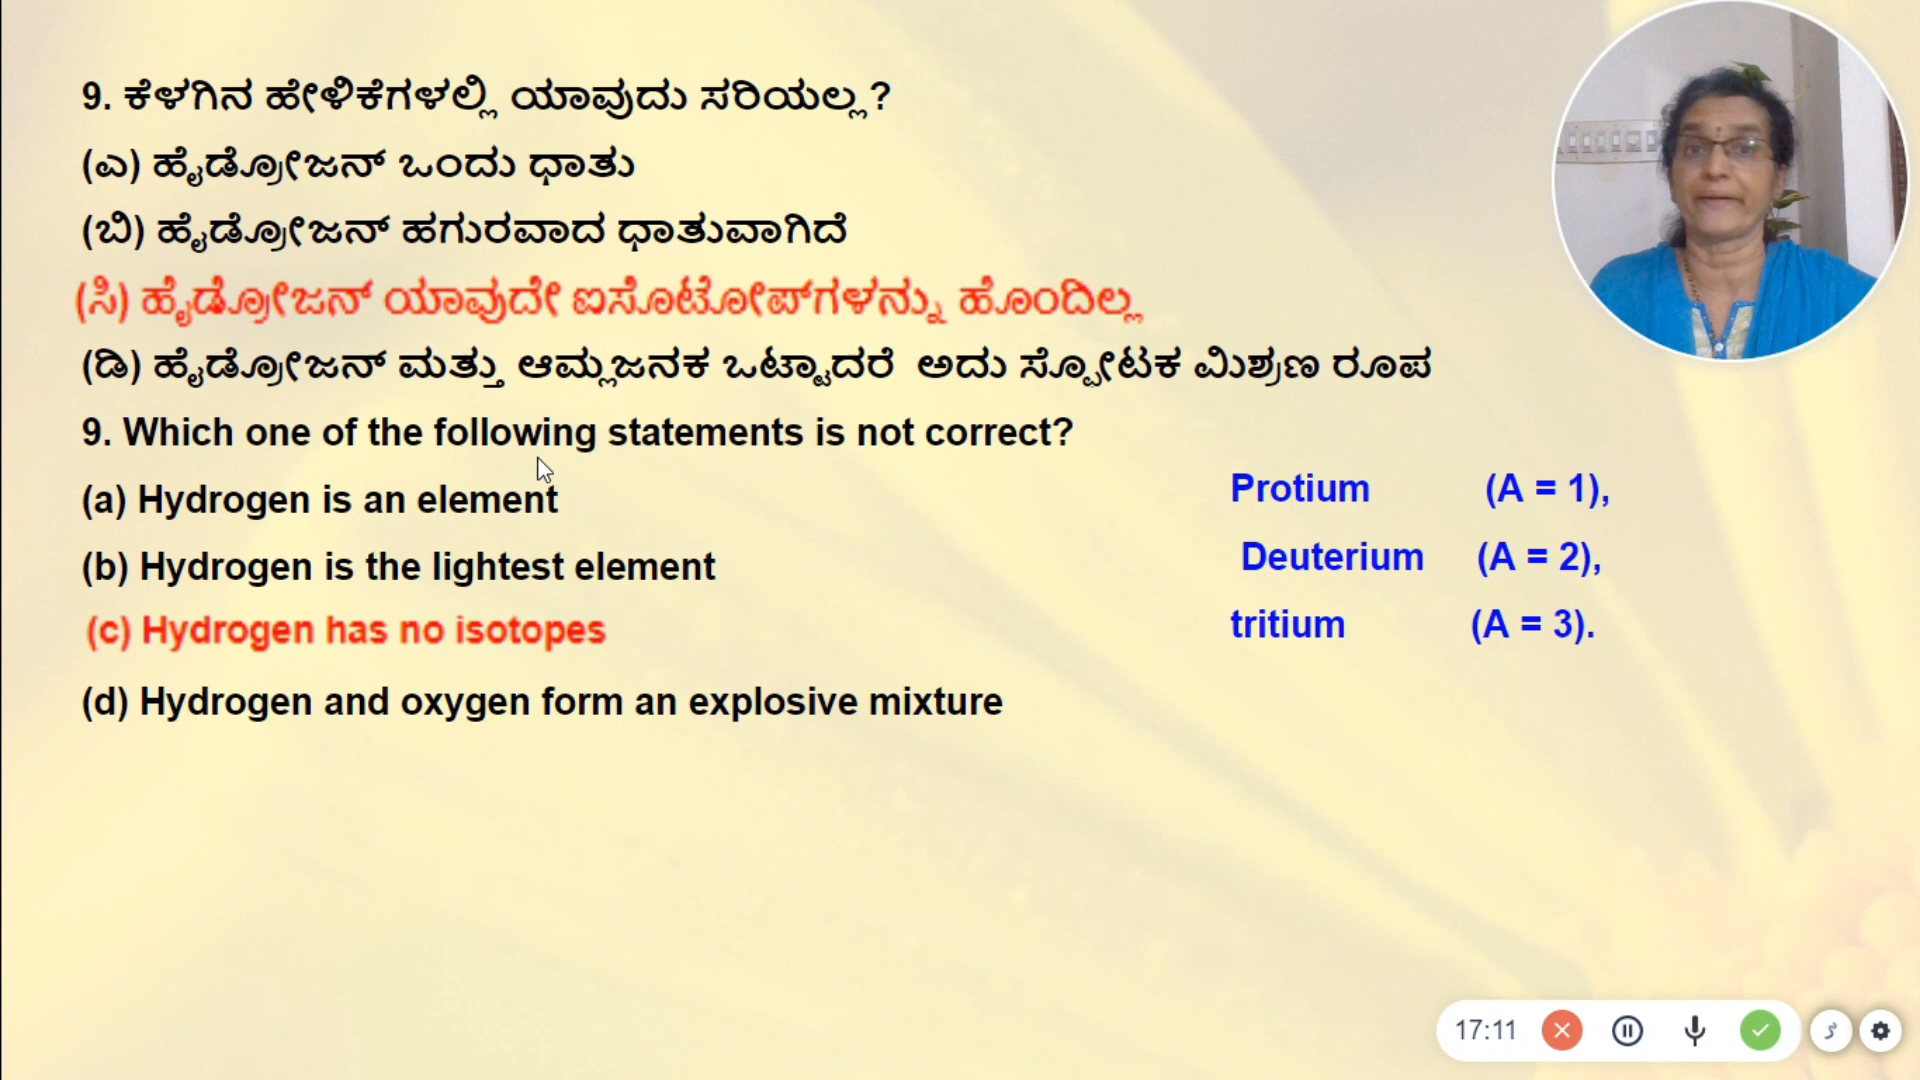 9. ಕೆಳಗಿನ ಹೇಳಿಕೆಗಳಲ್ಲಿ ಯಾವುದು ಸರಿಯಲ್ಲ?
(ಎ) ಹೈಡ್ರೋಜನ್ ಒಂದು ಧಾತು
(ಬಿ) ಹೈಡ್ರೋಜನ್ ಹಗುರವಾದ ಧಾತುವಾಗಿದೆ
(ಸಿ) ಹೈಡ್ರೋಜನ್ ಯಾವುದೇ ಐಸೊಟೋಪ್‌ಗಳನ್ನು ಹೊಂದಿಲ್ಲ
(ಡಿ) ಹೈಡ್ರೋಜನ್ ಮತ್ತು ಆಮ್ಲಜನಕ ಒಟ್ಟಾದರೆ ಅದು ಸ್ಫೋಟಕ ಮಿಶ್ರಣ ರೂಪ
9. Which one of the following statements is not correct?
(a) Hydrogen is an element
(b) Hydrogen is the lightest element
(c) Hydrogen has no isotopes
(d) Hydrogen and oxygen form an explosive mixture
Protium (A = 1),
Deuterium (A = 2),
tritium (A = 3).
17:11